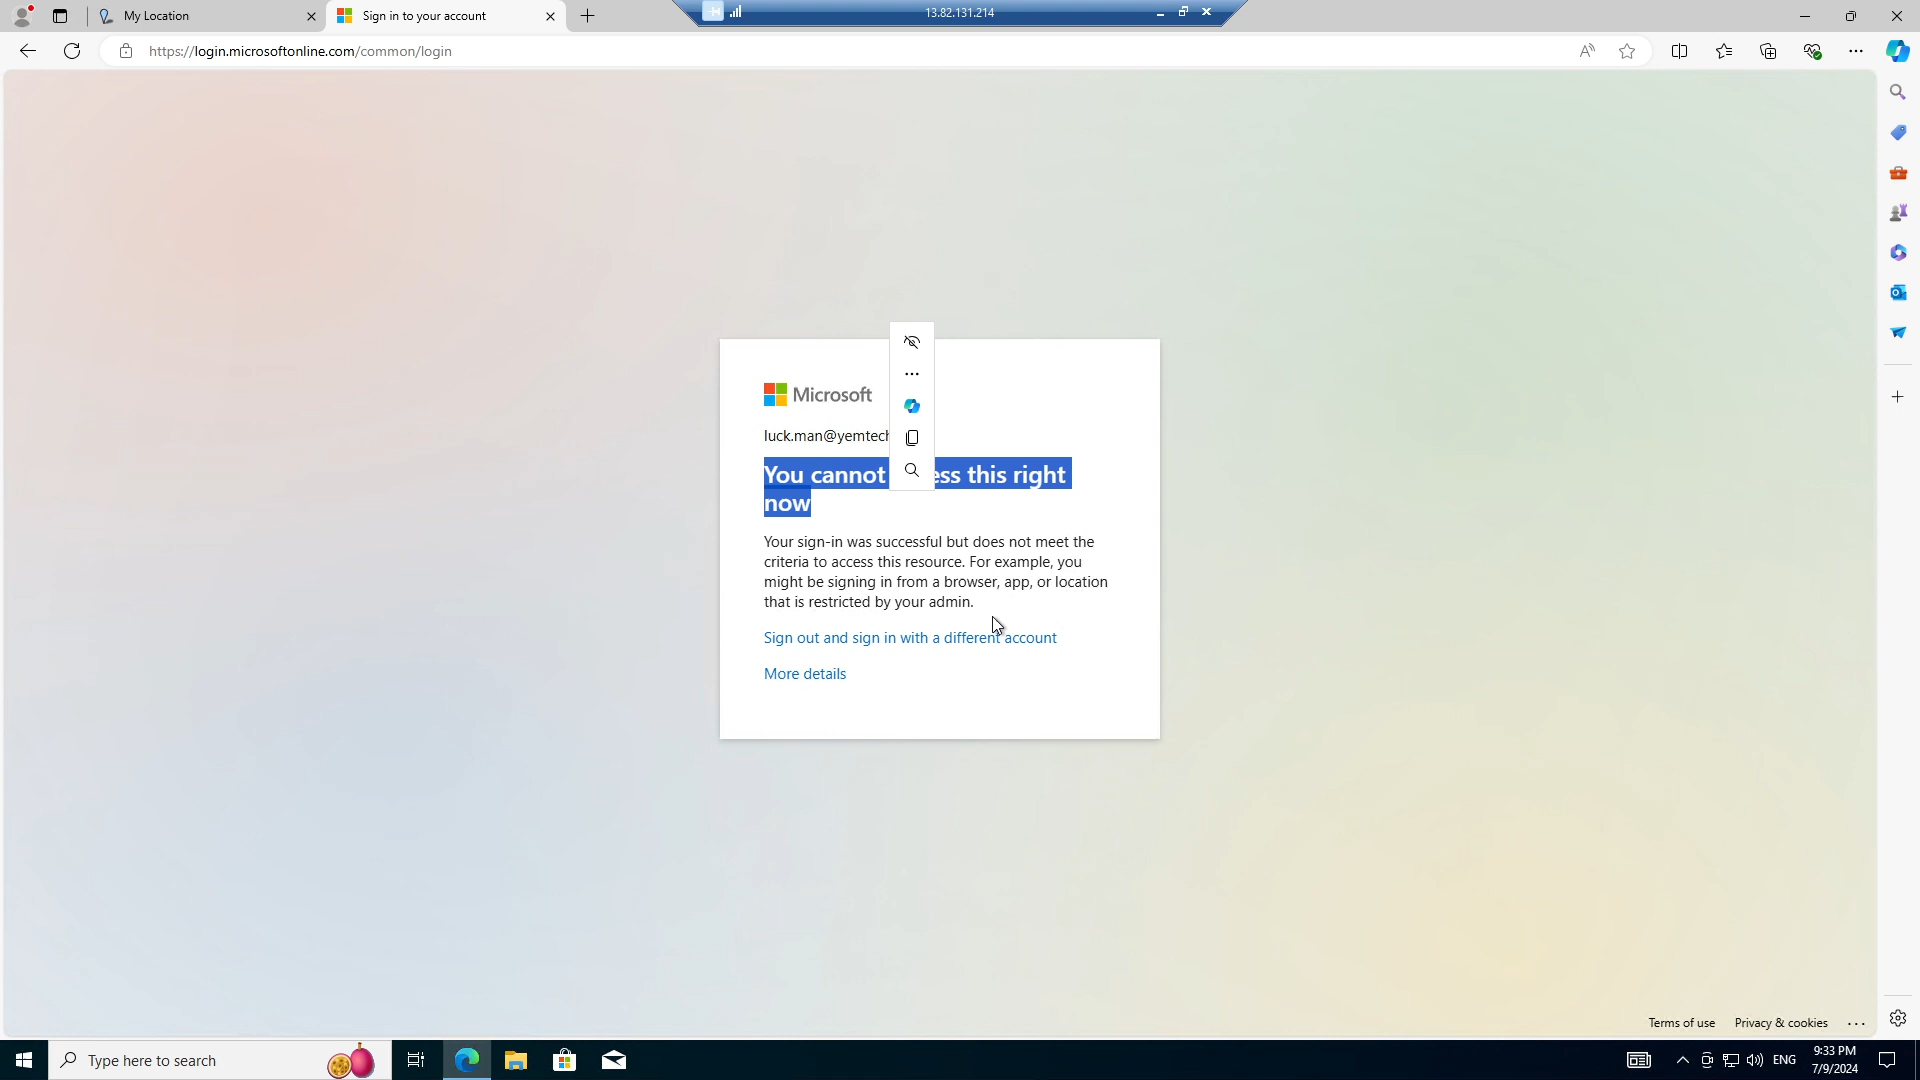 My Location
Sign in to your account
13.82.131.214
https://login.microsoftonline.com/common/login
Microsoft
luck.man@yemtech
You cannot ess this right
now
Your sign-in was successful but does not meet the
criteria to access this resource. For example, you
might be signing in from a browser, app, or location
that is restricted by your admin.
Sign out and sign in with a different account
More details
Terms of use Privacy & cookies
Type here to search
ENG
9:33 PM
7/9/2024